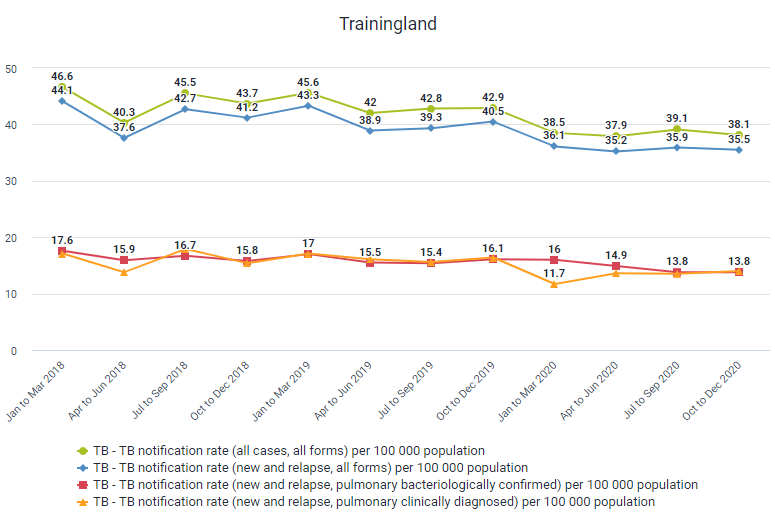 Trainingland
50
40
30
20
10
0
46.6
44.1
40.3
37.6
45.5
42.7
43.7
41.2
45.6
43.3
42
38.9
42.8
39.3
42.9
40.5
38.5
36.1
37.9
35.2
39.1
35.9
38.1
35.5
17.6
15.9
16.7
15.8
17
15.5
15.4
16.1
16
11.7
14.9
13.8
13.8
Jan to Mar 2018
Apr to Jun 2018
Jul to Sep 2018
Oct to Dec 2018
Jan to Mar 2019
Apr to Jun 2019
Jul to Sep 2019
Oct to Dec 2019
Jan to Mar 2020
Apr to Jun 2020
Jul to Sep 2020
Oct to Dec 2020
TB - TB notification rate (all cases, all forms) per 100 000 population
TB - TB notification rate (new and relapse, all forms) per 100 000 population
TB - TB notification rate (new and relapse, pulmonary bacteriologically confirmed) per 100 000 population
TB - TB notification rate (new and relapse, pulmonary clinically diagnosed) per 100 000 population